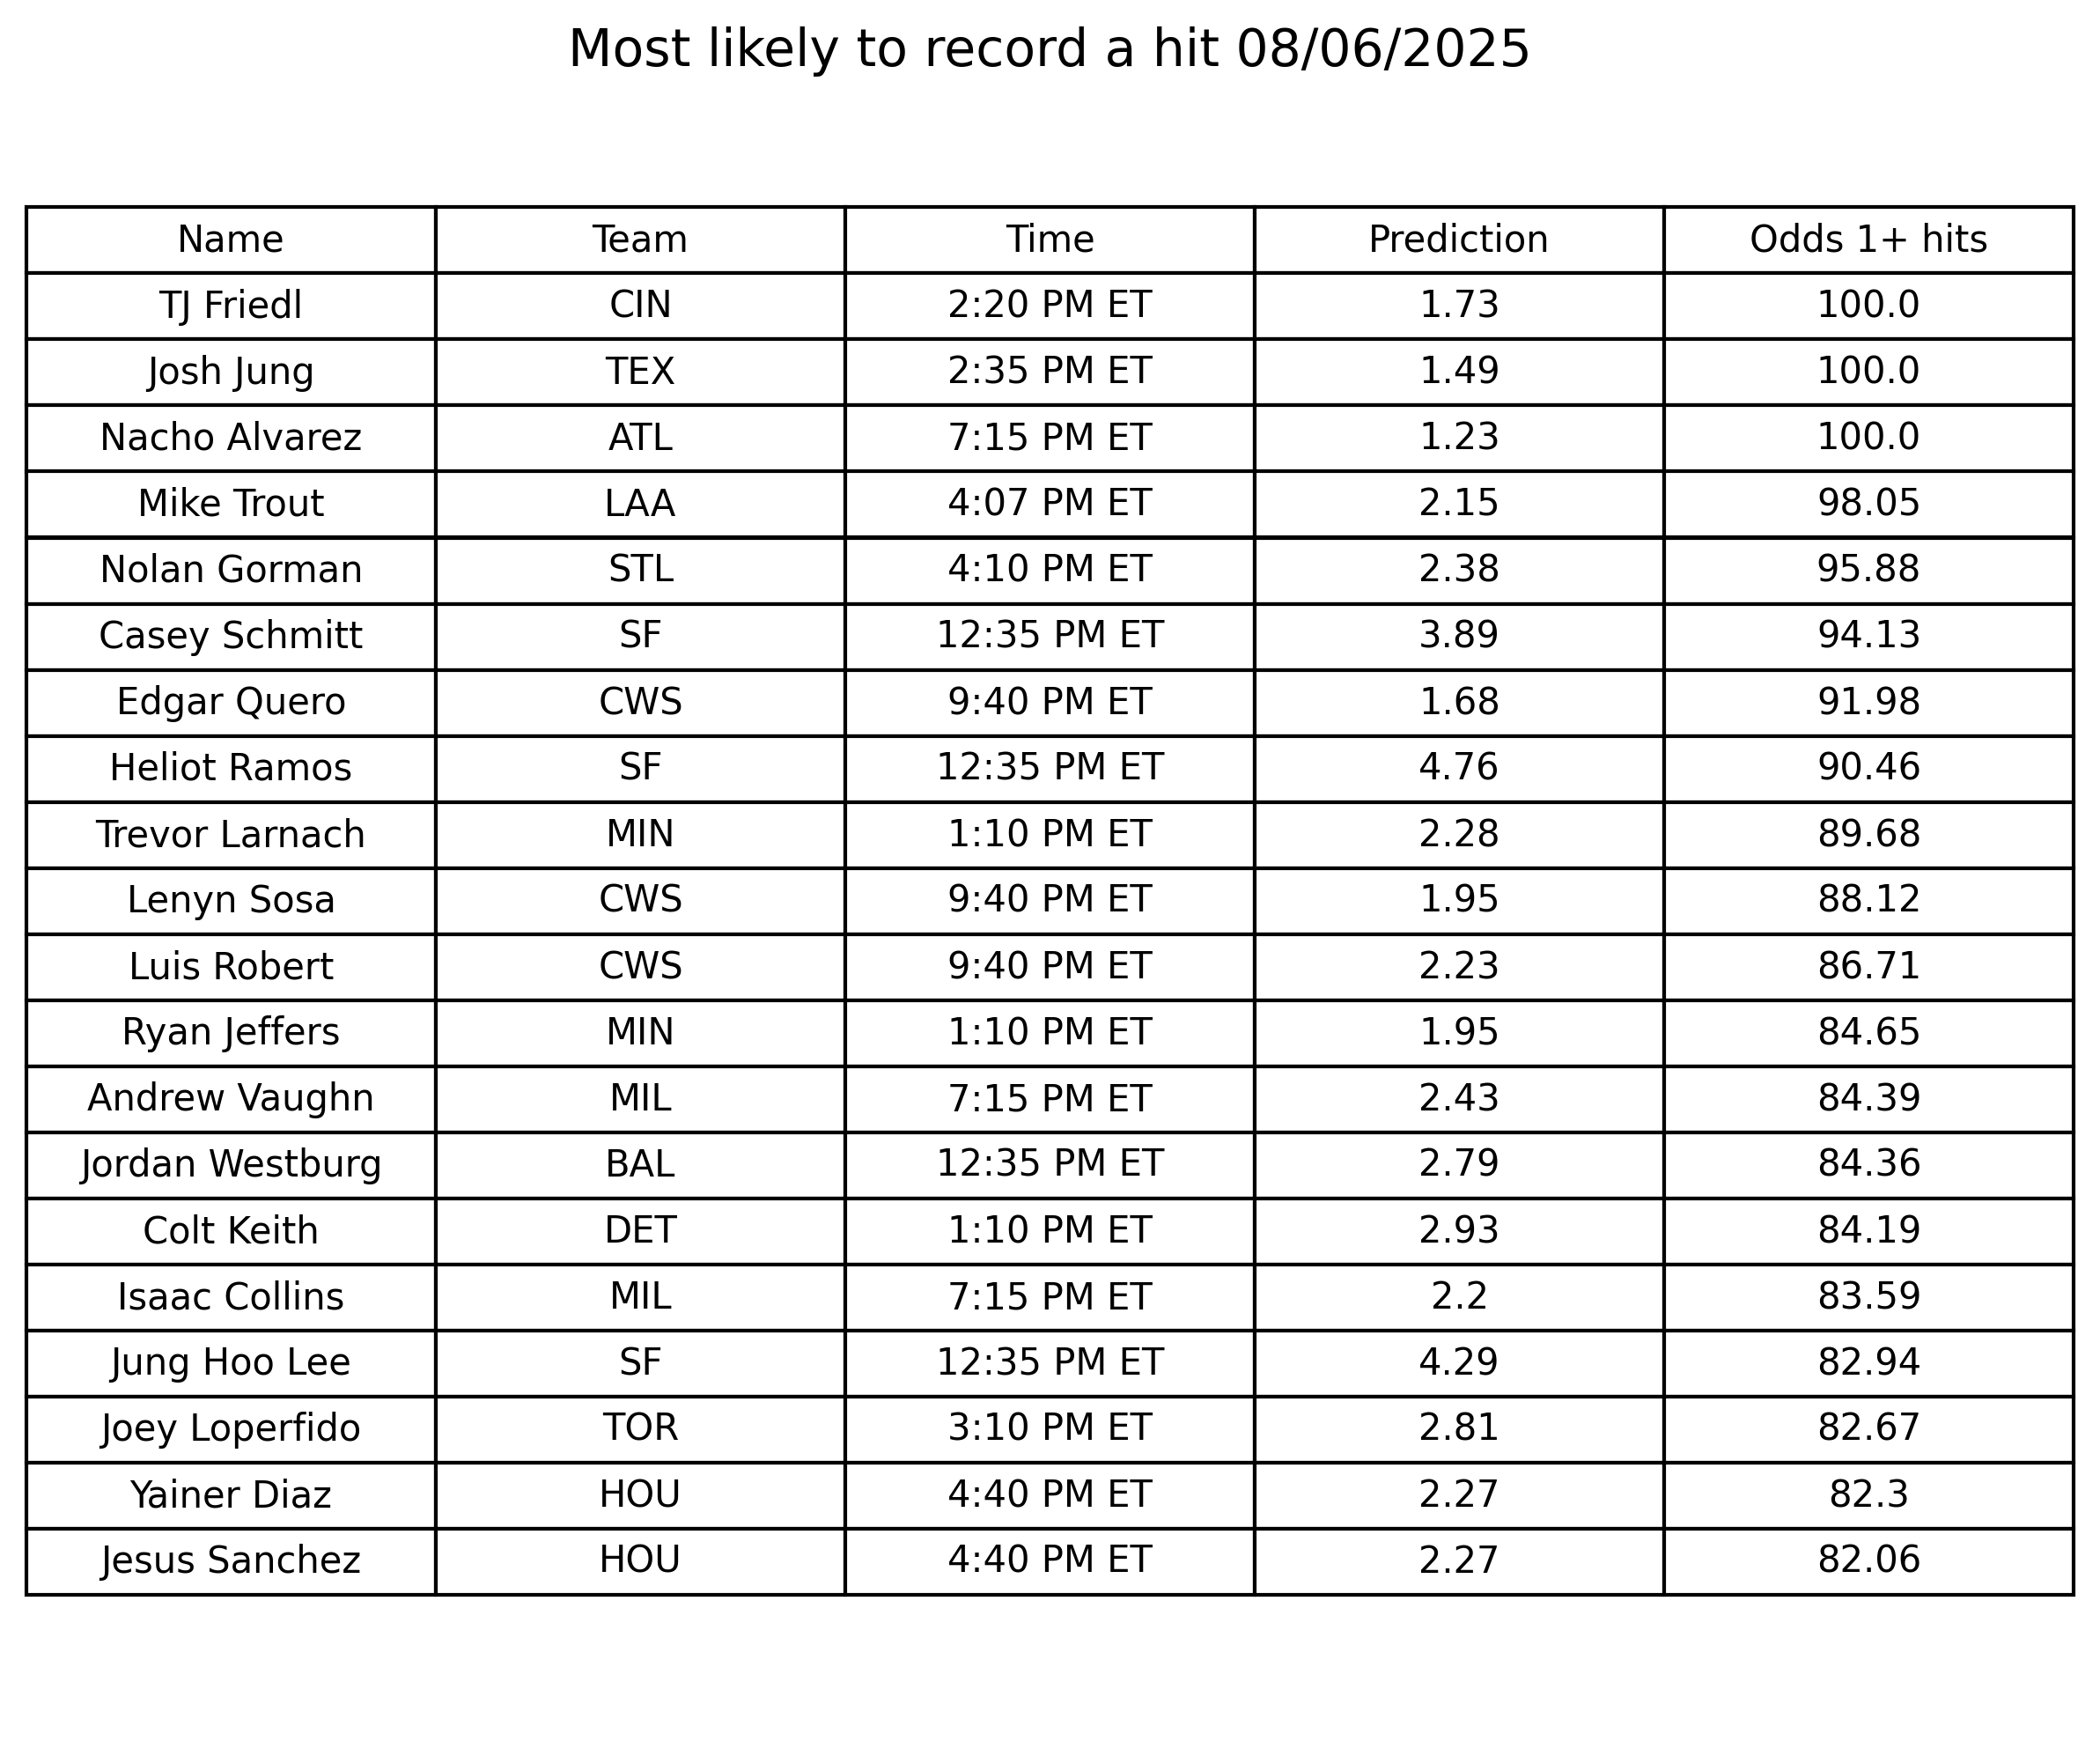 Most likely to record a hit 08/06/2025
Name Team Time Prediction Odds 1+ hits
TJ Friedl CIN 2:20 PM ET 1.73 100.0
Josh Jung TEX 2:35 PM ET 1.49 100.0
Nacho Alvarez ATL 7:15 PM ET 1.23 100.0
Mike Trout LAA 4:07 PM ET 2.15 98.05
Nolan Gorman STL 4:10 PM ET 2.38 95.88
Casey Schmitt SF 12:35 PM ET 3.89 94.13
Edgar Quero CWS 9:40 PM ET 1.68 91.98
Heliot Ramos SF 12:35 PM ET 4.76 90.46
Trevor Larnach MIN 1:10 PM ET 2.28 89.68
Lenyn Sosa CWS 9:40 PM ET 1.95 88.12
Luis Robert CWS 9:40 PM ET 2.23 86.71
Ryan Jeffers MIN 1:10 PM ET 1.95 84.65
Andrew Vaughn MIL 7:15 PM ET 2.43 84.39
Jordan Westburg BAL 12:35 PM ET 2.79 84.36
Colt Keith DET 1:10 PM ET 2.93 84.19
Isaac Collins MIL 7:15 PM ET 2.2 83.59
Jung Hoo Lee SF 12:35 PM ET 4.29 82.94
Joey Loperfido TOR 3:10 PM ET 2.81 82.67
Yainer Diaz HOU 4:40 PM ET 2.27 82.3
Jesus Sanchez HOU 4:40 PM ET 2.27 82.06